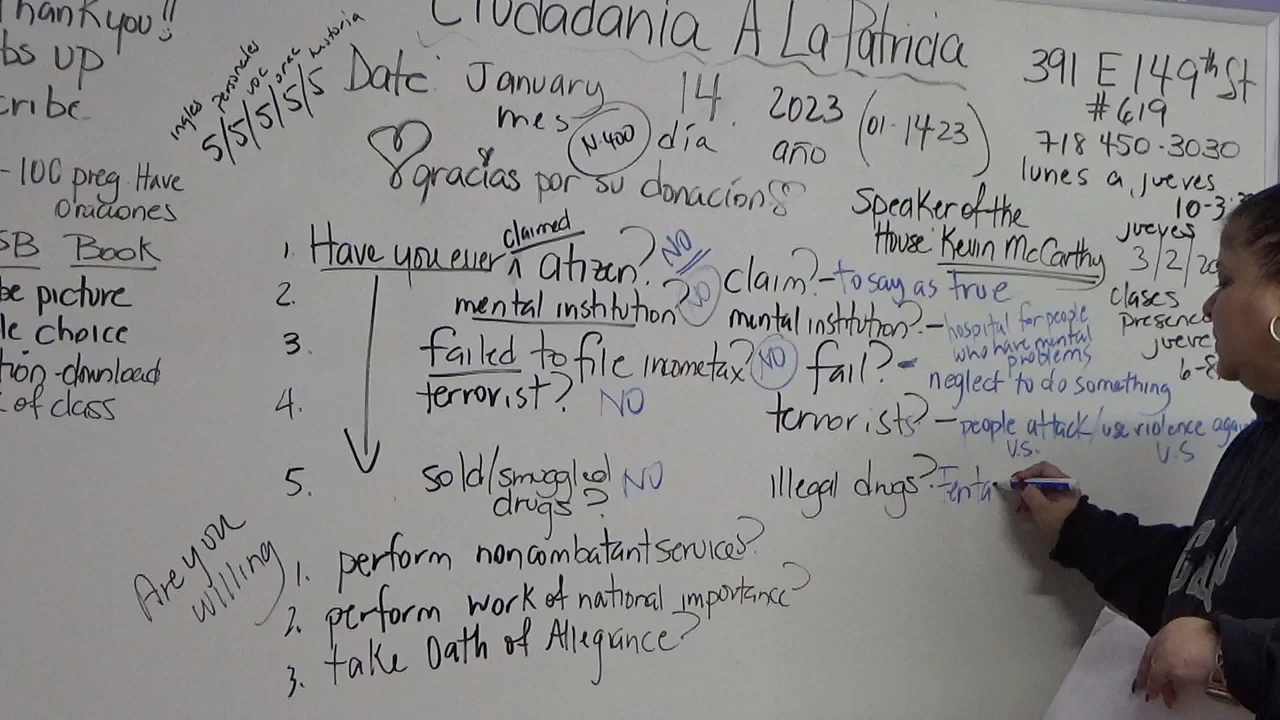 Thank you!!
bs UP
cribe
-100 preg. Have
Oraciones
SB Book
be picture
le choice
tion-download
of class
ingles personales voc orac historia
5/5/5/5/5
Ciudadania A La Patricia
Date: January 14. 2023 (01-14-23)
mes día año
N-400
gracias por su donación
391 E 149th St
#619
718 450-3030
lunes a jueves
10-3:
jueves
3/2/20
clases
presenc
jueve
6-8
Speaker of the
House: Kevin McCarthy
1. Have you ever claimed ^ citizen? NO
2. mental institution? NO
3. failed to file income tax? NO
4. terrorist? NO
5. sold/smuggled drugs? NO
claim? - to say as true
mental institution? - hospital for people
who have mental
problems
fail? - neglect to do something
terrorists? - people attack/use violence again
U.S. U.S
illegal drugs? Fenta
Are you
willing
1. perform noncombatant services?
2. perform work of national importance?
3. take Oath of Allegrance?
GAP